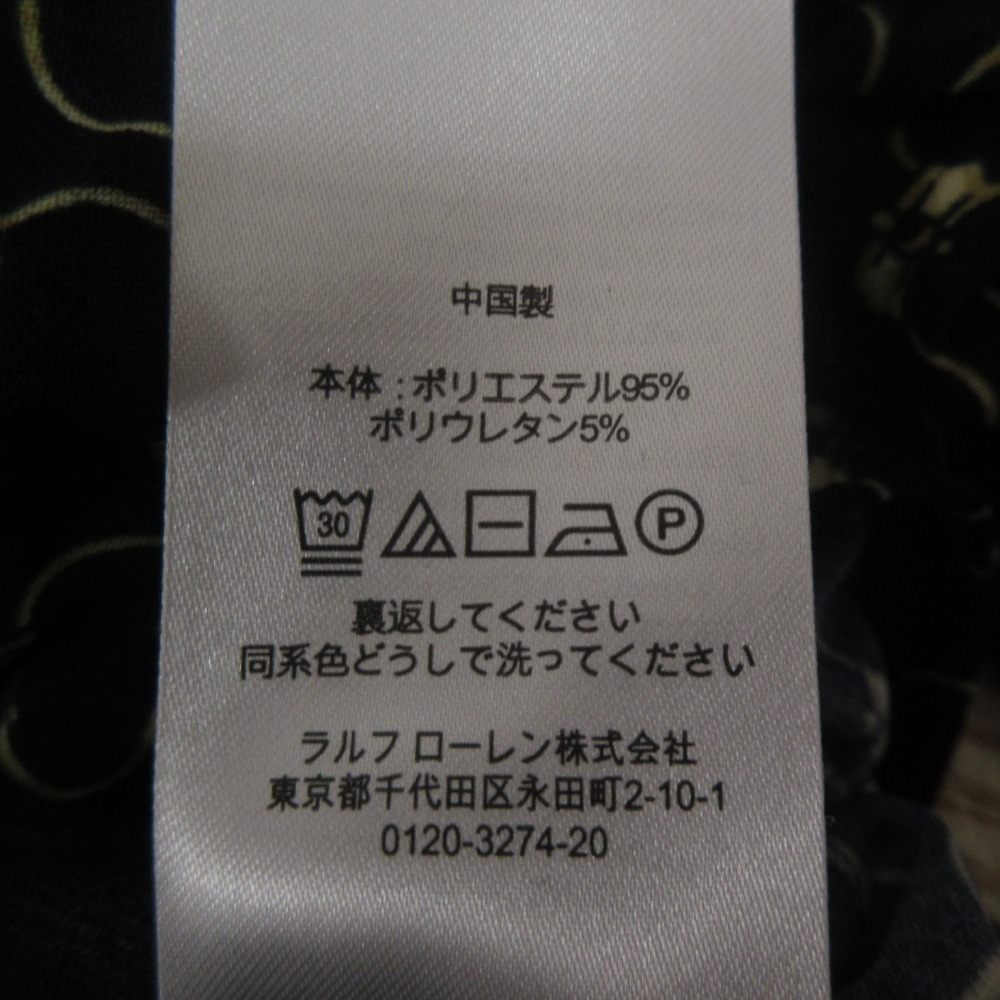 中国製
本体:ポリエステル95%
ポリウレタン5%
30 P
裏返してください
同系色どうしで洗ってください
ラルフ ローレン株式会社
東京都千代田区永田町2-10-1
0120-3274-20